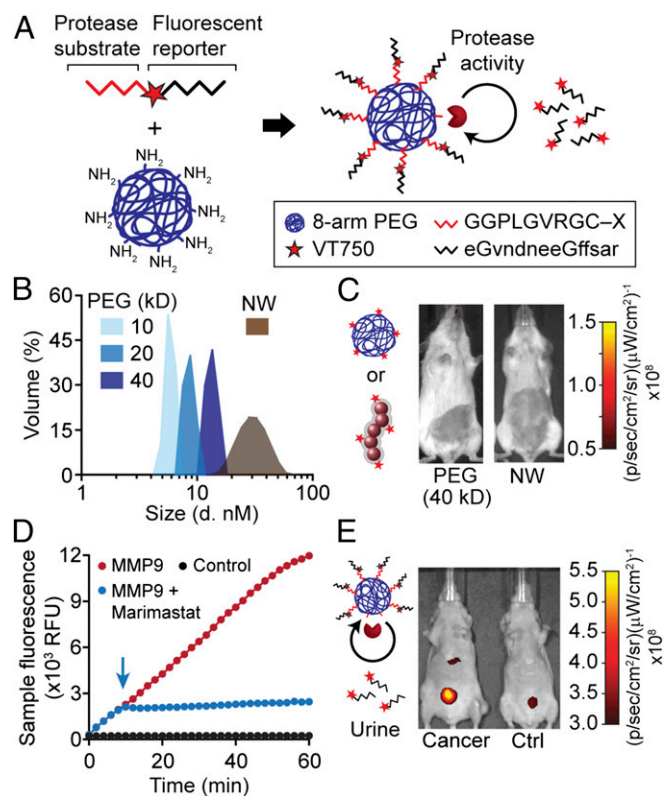 A
Protease substrate
Fluorescent reporter
+
NH2
NH2
NH2
NH2
NH2
NH2
NH2
NH2
Protease activity
8-arm PEG
GGPLGVRGC–X
VT750
eGvndneeGffsar
B
PEG (kD)
10
20
40
NW
Volume (%)
60
45
30
15
0
1
10
100
Size (d. nM)
C
or
PEG
(40 kD)
NW
1.5
1.0
0.5
(p/sec/cm²/sr)(µW/cm²)⁻¹
x10⁸
D
MMP9
Control
MMP9 +
Marimastat
Sample fluorescence
(x10³ RFU)
12
9
6
3
0
0
20
40
60
Time (min)
E
Urine
Cancer
Ctrl
5.5
5.0
4.5
4.0
3.5
3.0
(p/sec/cm²/sr)(µW/cm²)⁻¹
x10⁸